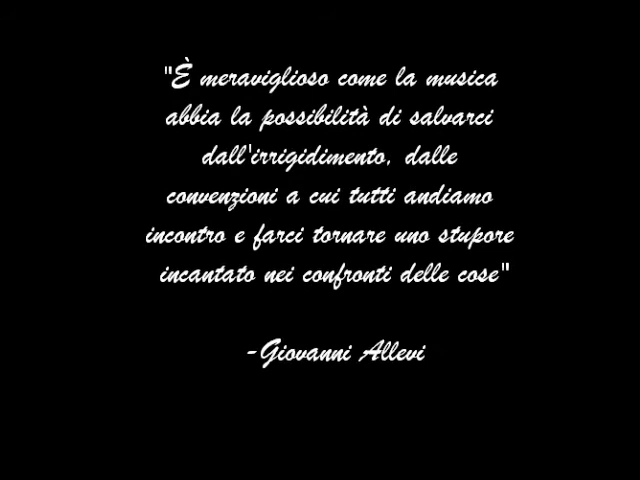 "È meraviglioso come la musica
abbia la possibilità di salvarci
dall'irrigidimento, dalle
convenzioni a cui tutti andiamo
incontro e farci tornare uno stupore
incantato nei confronti delle cose"
-Giovanni Allevi